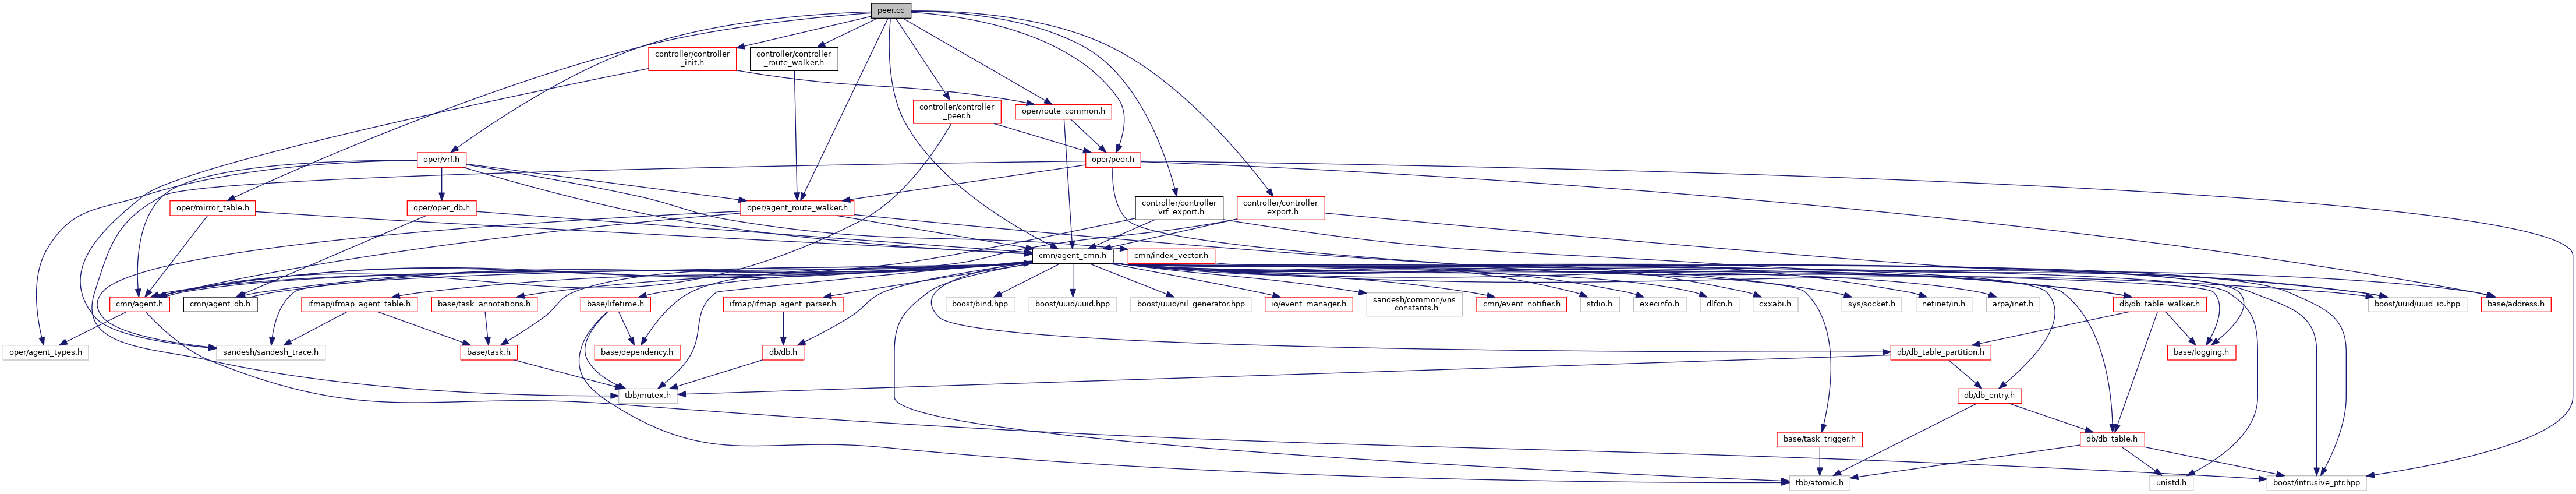 peer.cc
controller/controller
_init.h
controller/controller
_route_walker.h
controller/controller
_peer.h
oper/route_common.h
oper/vrf.h
oper/peer.h
oper/mirror_table.h
oper/oper_db.h
oper/agent_route_walker.h
controller/controller
_vrf_export.h
controller/controller
_export.h
cmn/agent_cmn.h
cmn/index_vector.h
cmn/agent.h
cmn/agent_db.h
ifmap/ifmap_agent_table.h
base/task_annotations.h
base/lifetime.h
ifmap/ifmap_agent_parser.h
boost/bind.hpp
boost/uuid/uuid.hpp
boost/uuid/nil_generator.hpp
io/event_manager.h
sandesh/common/vns
_constants.h
cmn/event_notifier.h
stdio.h
execinfo.h
dlfcn.h
cxxabi.h
sys/socket.h
netinet/in.h
arpa/inet.h
db/db_table_walker.h
boost/uuid/uuid_io.hpp
base/address.h
oper/agent_types.h
sandesh/sandesh_trace.h
base/task.h
base/dependency.h
db/db.h
db/db_table_partition.h
base/logging.h
tbb/mutex.h
db/db_entry.h
base/task_trigger.h
db/db_table.h
tbb/atomic.h
unistd.h
boost/intrusive_ptr.hpp